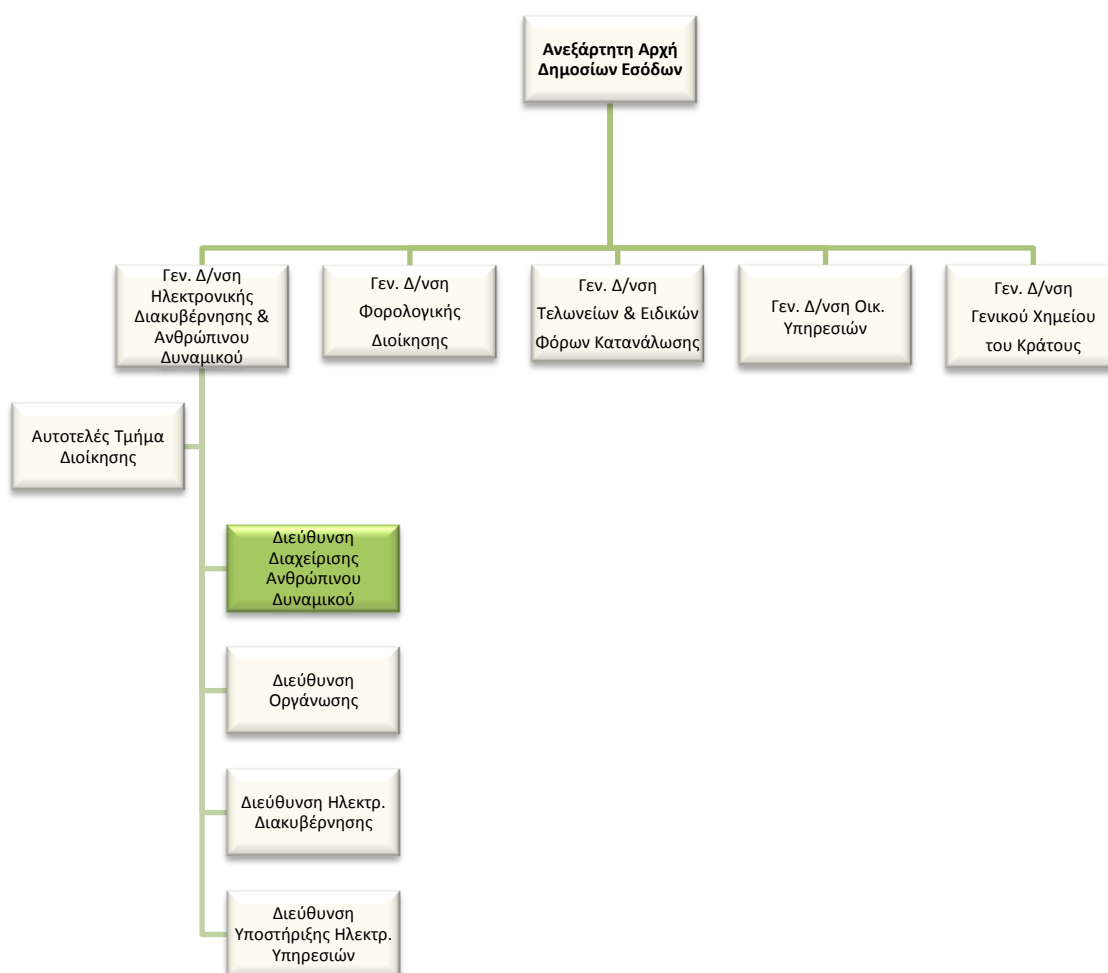 Ανεξάρτητη Αρχή
Δημοσίων Εσόδων
Γεν. Δ/νση
Ηλεκτρονικής
Διακυβέρνησης &
Ανθρώπινου
Δυναμικού
Γεν. Δ/νση
Φορολογικής
Διοίκησης
Γεν. Δ/νση
Τελωνείων & Ειδικών
Φόρων Κατανάλωσης
Γεν. Δ/νση Οικ.
Υπηρεσιών
Γεν. Δ/νση
Γενικού Χημείου
του Κράτους
Αυτοτελές Τμήμα
Διοίκησης
Διεύθυνση
Διαχείρισης
Ανθρώπινου
Δυναμικού
Διεύθυνση
Οργάνωσης
Διεύθυνση Ηλεκτρ.
Διακυβέρνησης
Διεύθυνση
Υποστήριξης Ηλεκτρ.
Υπηρεσιών